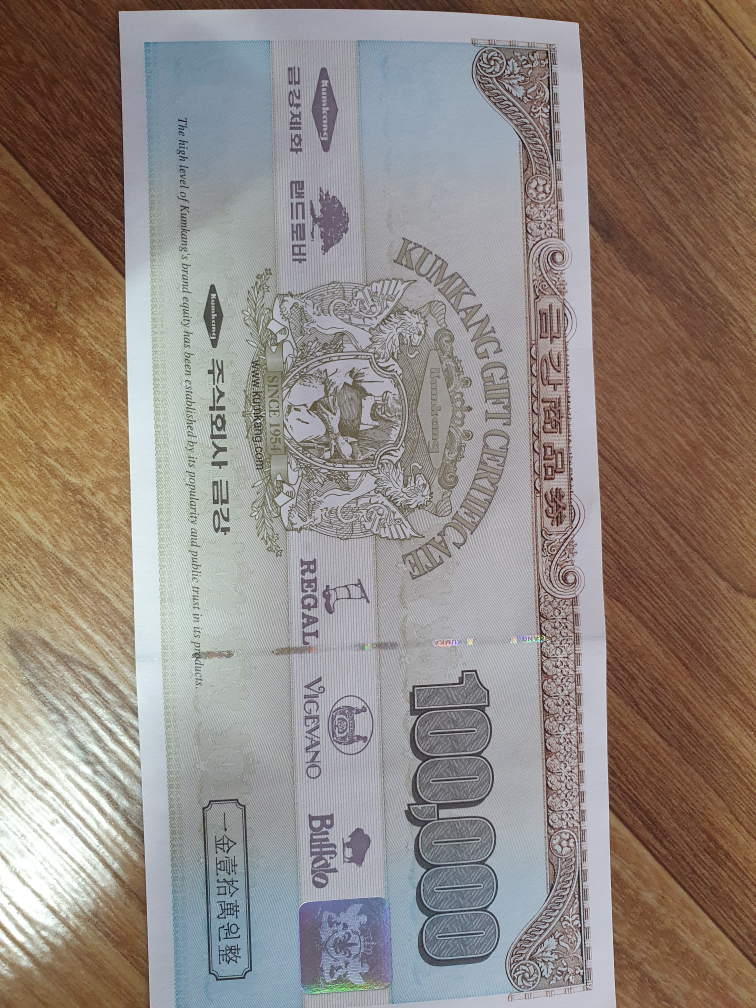 금강商品券
KUMKANG GIFT CERTIFICATE
100,000
KUMKA
ANG
Kumkang
Kumkang
금강제화
랜드로바
REGAL
VIGEVANO
Buffalo
SINCE 1954
www.kumkang.com
Kumkang
주식회사 금강
一金壹拾萬원整
The high level of Kumkang's brand equity has been established by its popularity and public trust in its products.